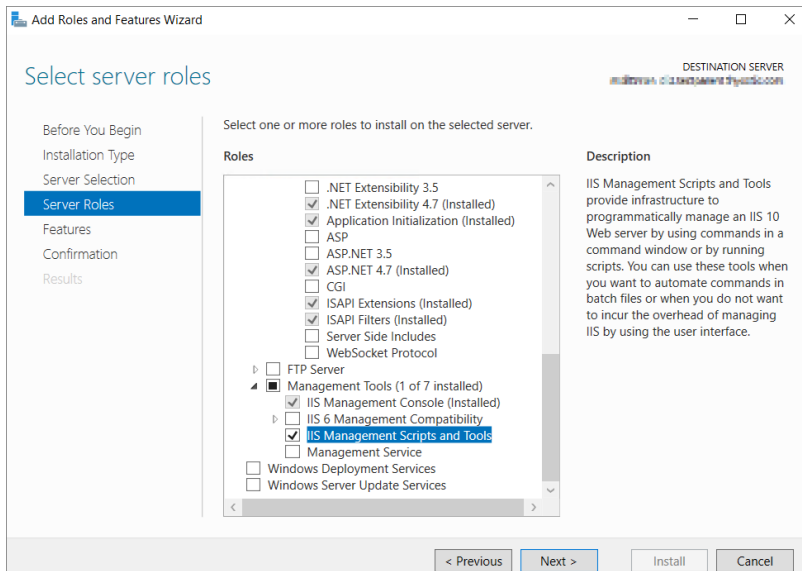 Add Roles and Features Wizard
Select server roles
DESTINATION SERVER
Before You Begin
Installation Type
Server Selection
Server Roles
Features
Confirmation
Results
Select one or more roles to install on the selected server.
Roles
.NET Extensibility 3.5
.NET Extensibility 4.7 (Installed)
Application Initialization (Installed)
ASP
ASP.NET 3.5
ASP.NET 4.7 (Installed)
CGI
ISAPI Extensions (Installed)
ISAPI Filters (Installed)
Server Side Includes
WebSocket Protocol
FTP Server
Management Tools (1 of 7 installed)
IIS Management Console (Installed)
IIS 6 Management Compatibility
IIS Management Scripts and Tools
Management Service
Windows Deployment Services
Windows Server Update Services
Description
IIS Management Scripts and Tools
provide infrastructure to
programmatically manage an IIS 10
Web server by using commands in a
command window or by running
scripts. You can use these tools when
you want to automate commands in
batch files or when you do not want
to incur the overhead of managing
IIS by using the user interface.
< Previous
Next >
Install
Cancel